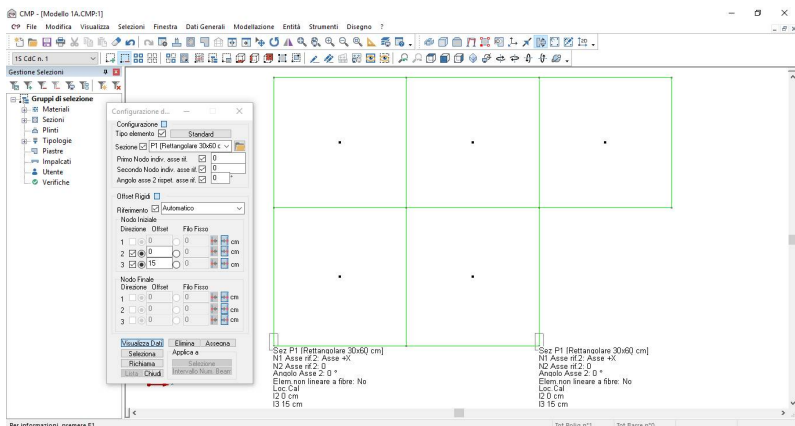 CMP - [Modello 1A.CMP:1]
File Modifica Visualizza Selezioni Finestra Dati Generali Modellazione Entità Strumenti Disegno ?
1S CdC n. 1
Gestione Selezioni
Gruppi di selezione
Materiali
Sezioni
Plinti
Tipologie
Piastre
Impalcati
Utente
Verifiche
Configurazione d...
Configurazione
Tipo elemento Standard
Sezione P1 (Rettangolare 30x60 c
Primo Nodo indiv. asse rif. 0
Secondo Nodo indiv. asse rif. 0
Angolo asse 2 rispet. asse rif. 0 °
Offset Rigidi
Riferimento Automatico
Nodo Iniziale
Direzione Offset Filo Fisso
1 0 0 cm
2 0 0 cm
3 15 0 cm
Nodo Finale
Direzione Offset Filo Fisso
1 0 0 cm
2 0 0 cm
3 0 0 cm
Visualizza Dati Elimina Assegna
Seleziona Applica a
Richiama Selezione
Lista Chiudi Intervallo Num. Beam
Sez P1 (Rettangolare 30x60 cm)
N1 Asse rif.2: Asse +X
N2 Asse rif.2: 0
Angolo Asse 2: 0 °
Elem.non lineare a fibre: No
Loc.Cal
I2 0 cm
I3 15 cm
Sez P1 (Rettangolare 30x60 cm)
N1 Asse rif.2: Asse +X
N2 Asse rif.2: 0
Angolo Asse 2: 0 °
Elem.non lineare a fibre: No
Loc.Cal
I2 0 cm
I3 15 cm
Per informazioni, premere F1